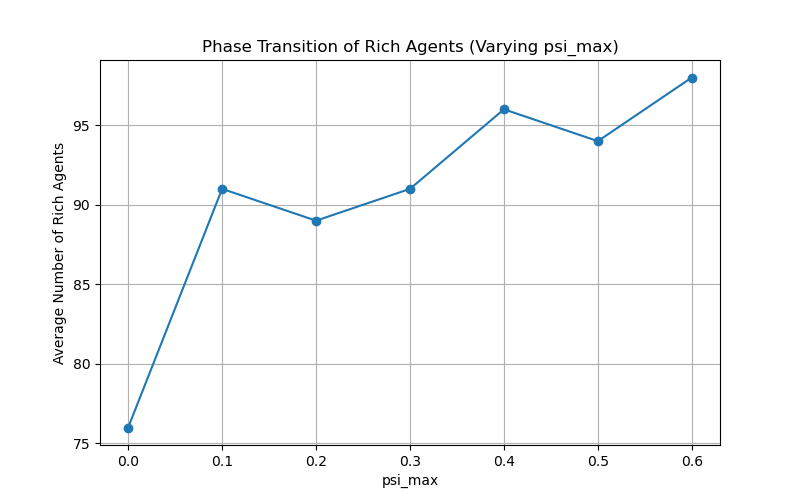 Phase Transition of Rich Agents (Varying psi_max)
Average Number of Rich Agents
95
90
85
80
75
0.0 0.1 0.2 0.3 0.4 0.5 0.6
psi_max